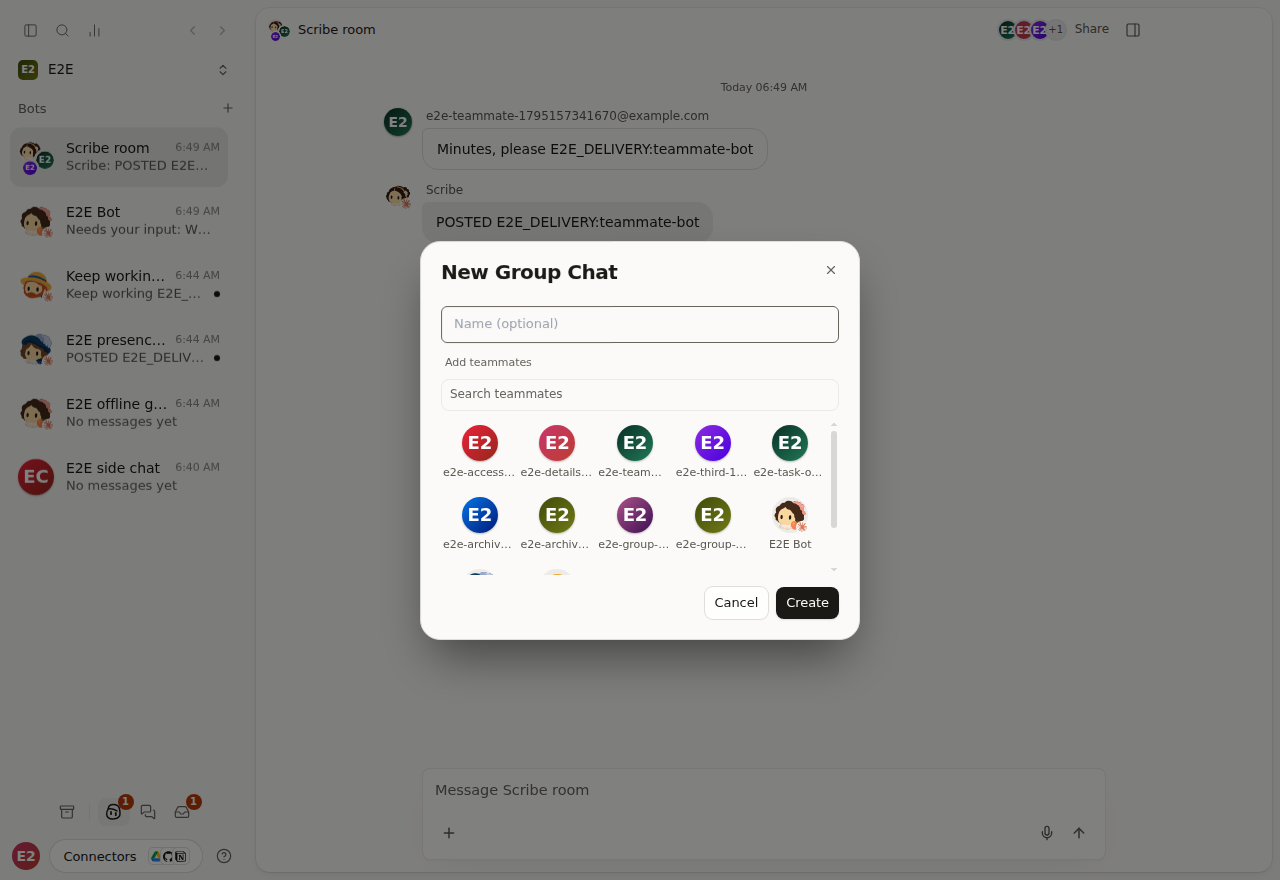 E2 E2 E2 +1 Share
Scribe room
E2 E2E
Bots
Today 06:49 AM
Scribe room 6:49 AM
Scribe: POSTED E2E…
E2 E2
E2E Bot 6:49 AM
Needs your input: W…
Keep workin… 6:44 AM
Keep working E2E_…
E2E presenc… 6:44 AM
POSTED E2E_DELIV…
E2E offline g… 6:44 AM
No messages yet
EC
E2E side chat 6:40 AM
No messages yet
1
1
E2
Connectors
E2 e2e-teammate-1795157341670@example.com
Minutes, please E2E_DELIVERY:teammate-bot
Scribe
POSTED E2E_DELIVERY:teammate-bot
New Group Chat
Name (optional)
Add teammates
Search teammates
E2 E2 E2 E2 E2
e2e-access… e2e-details… e2e-team… e2e-third-1… e2e-task-o…
E2 E2 E2 E2
e2e-archiv… e2e-archiv… e2e-group-… e2e-group-… E2E Bot
Cancel Create
Message Scribe room